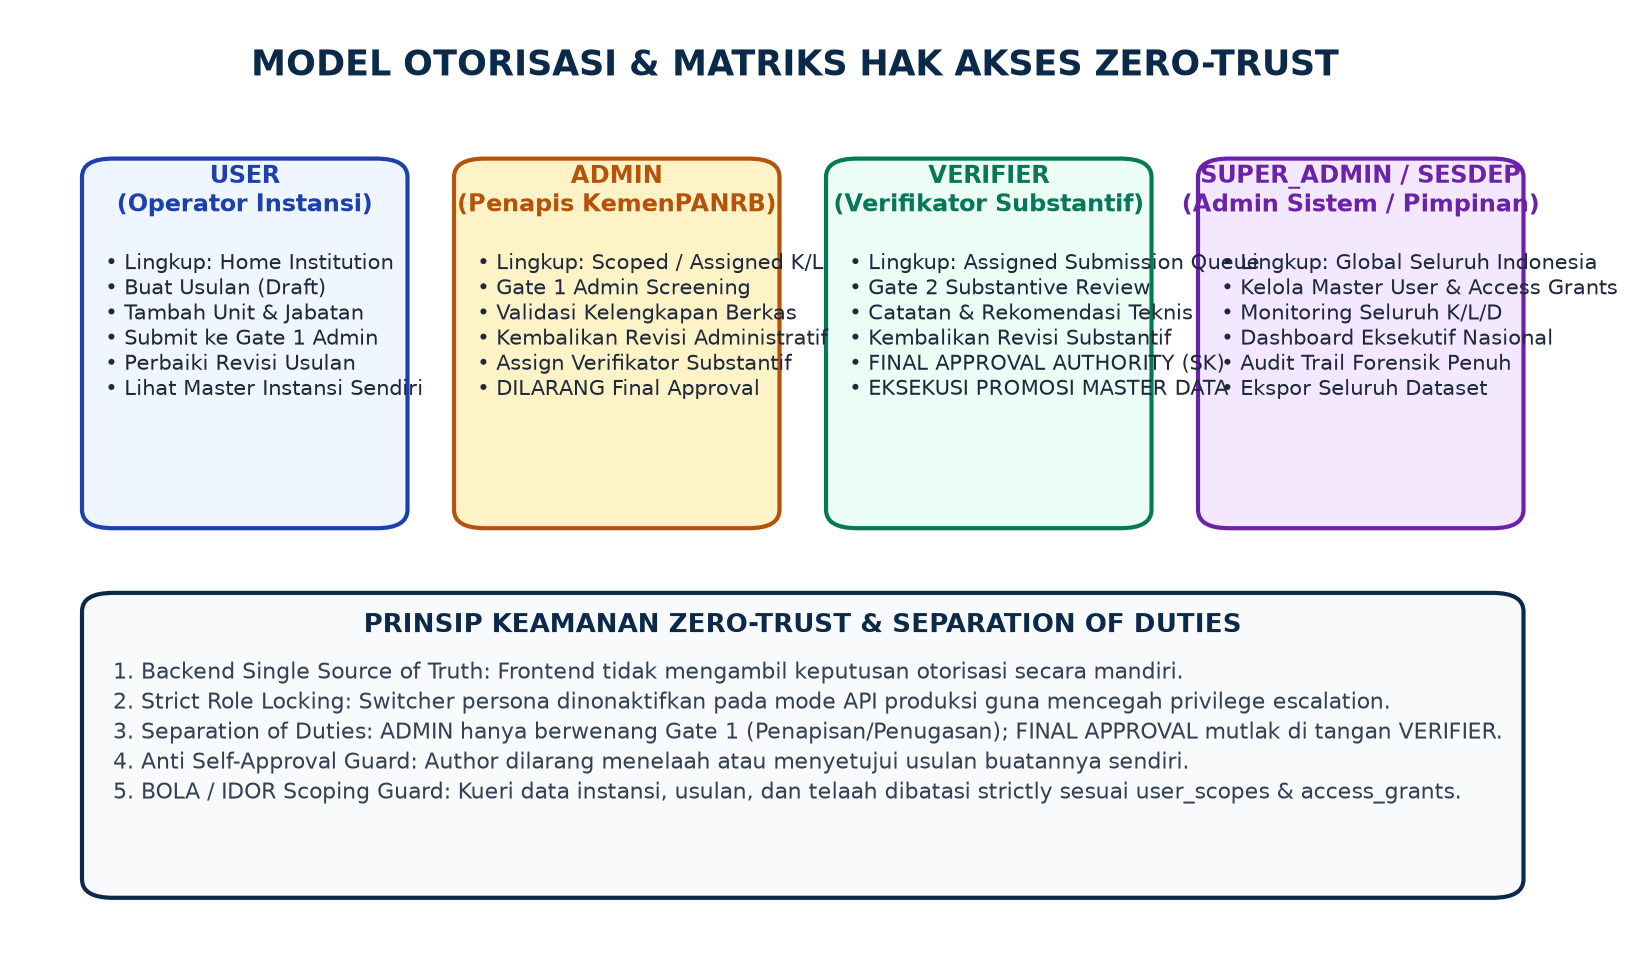 MODEL OTORISASI & MATRIKS HAK AKSES ZERO-TRUST
USER
(Operator Instansi)
• Lingkup: Home Institution
• Buat Usulan (Draft)
• Tambah Unit & Jabatan
• Submit ke Gate 1 Admin
• Perbaiki Revisi Usulan
• Lihat Master Instansi Sendiri
ADMIN
(Penapis KemenPANRB)
• Lingkup: Scoped / Assigned K/L
• Gate 1 Admin Screening
• Validasi Kelengkapan Berkas
• Kembalikan Revisi Administratif
• Assign Verifikator Substantif
• DILARANG Final Approval
VERIFIER
(Verifikator Substantif)
• Lingkup: Assigned Submission Queue
• Gate 2 Substantive Review
• Catatan & Rekomendasi Teknis
• Kembalikan Revisi Substantif
• FINAL APPROVAL AUTHORITY (SK)
• EKSEKUSI PROMOSI MASTER DATA
SUPER_ADMIN / SESDEP
(Admin Sistem / Pimpinan)
• Lingkup: Global Seluruh Indonesia
• Kelola Master User & Access Grants
• Monitoring Seluruh K/L/D
• Dashboard Eksekutif Nasional
• Audit Trail Forensik Penuh
• Ekspor Seluruh Dataset
PRINSIP KEAMANAN ZERO-TRUST & SEPARATION OF DUTIES
1. Backend Single Source of Truth: Frontend tidak mengambil keputusan otorisasi secara mandiri.
2. Strict Role Locking: Switcher persona dinonaktifkan pada mode API produksi guna mencegah privilege escalation.
3. Separation of Duties: ADMIN hanya berwenang Gate 1 (Penapisan/Penugasan); FINAL APPROVAL mutlak di tangan VERIFIER.
4. Anti Self-Approval Guard: Author dilarang menelaah atau menyetujui usulan buatannya sendiri.
5. BOLA / IDOR Scoping Guard: Kueri data instansi, usulan, dan telaah dibatasi strictly sesuai user_scopes & access_grants.